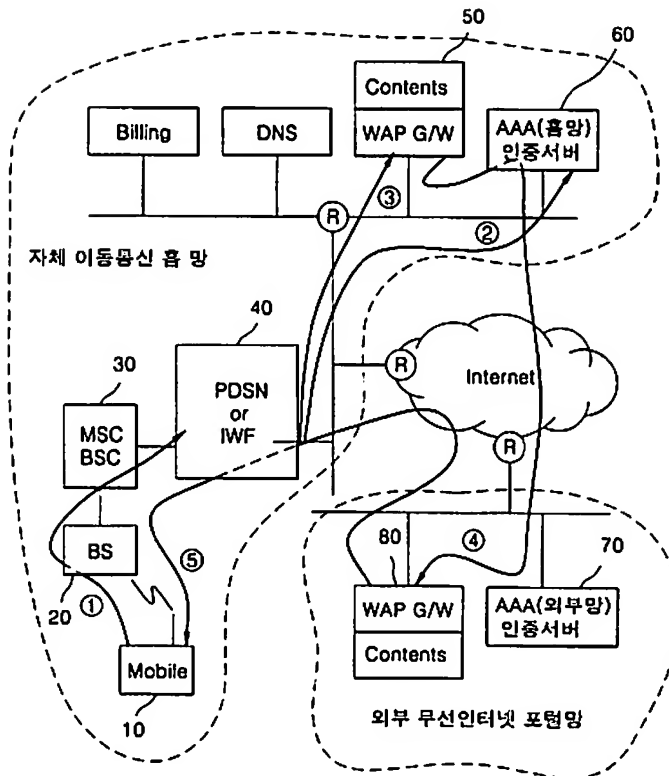 50
60
Contents
Billing
DNS
WAP G/W
AAA(홈망)
인증서버
③
R
②
자체 이동통신 홈 망
40
30
PDSN
or
IWF
R
Internet
MSC
BSC
R
BS
⑤
80
④
70
20
①
WAP G/W
AAA(외부망)
인증서버
Mobile
Contents
10
외부 무선인터넷 포털망